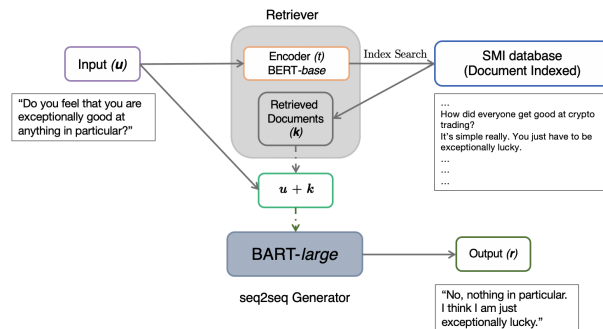 Retriever
Input (u)
Encoder (t)
BERT-base
Index Search
SMI database
(Document Indexed)
“Do you feel that you are
exceptionally good at
anything in particular?”
Retrieved
Documents
(k)
...
How did everyone get good at crypto
trading?
It's simple really. You just have to be
exceptionally lucky.
...
...
...
u + k
BART-large
Output (r)
seq2seq Generator
“No, nothing in particular.
I think I am just
exceptionally lucky.”